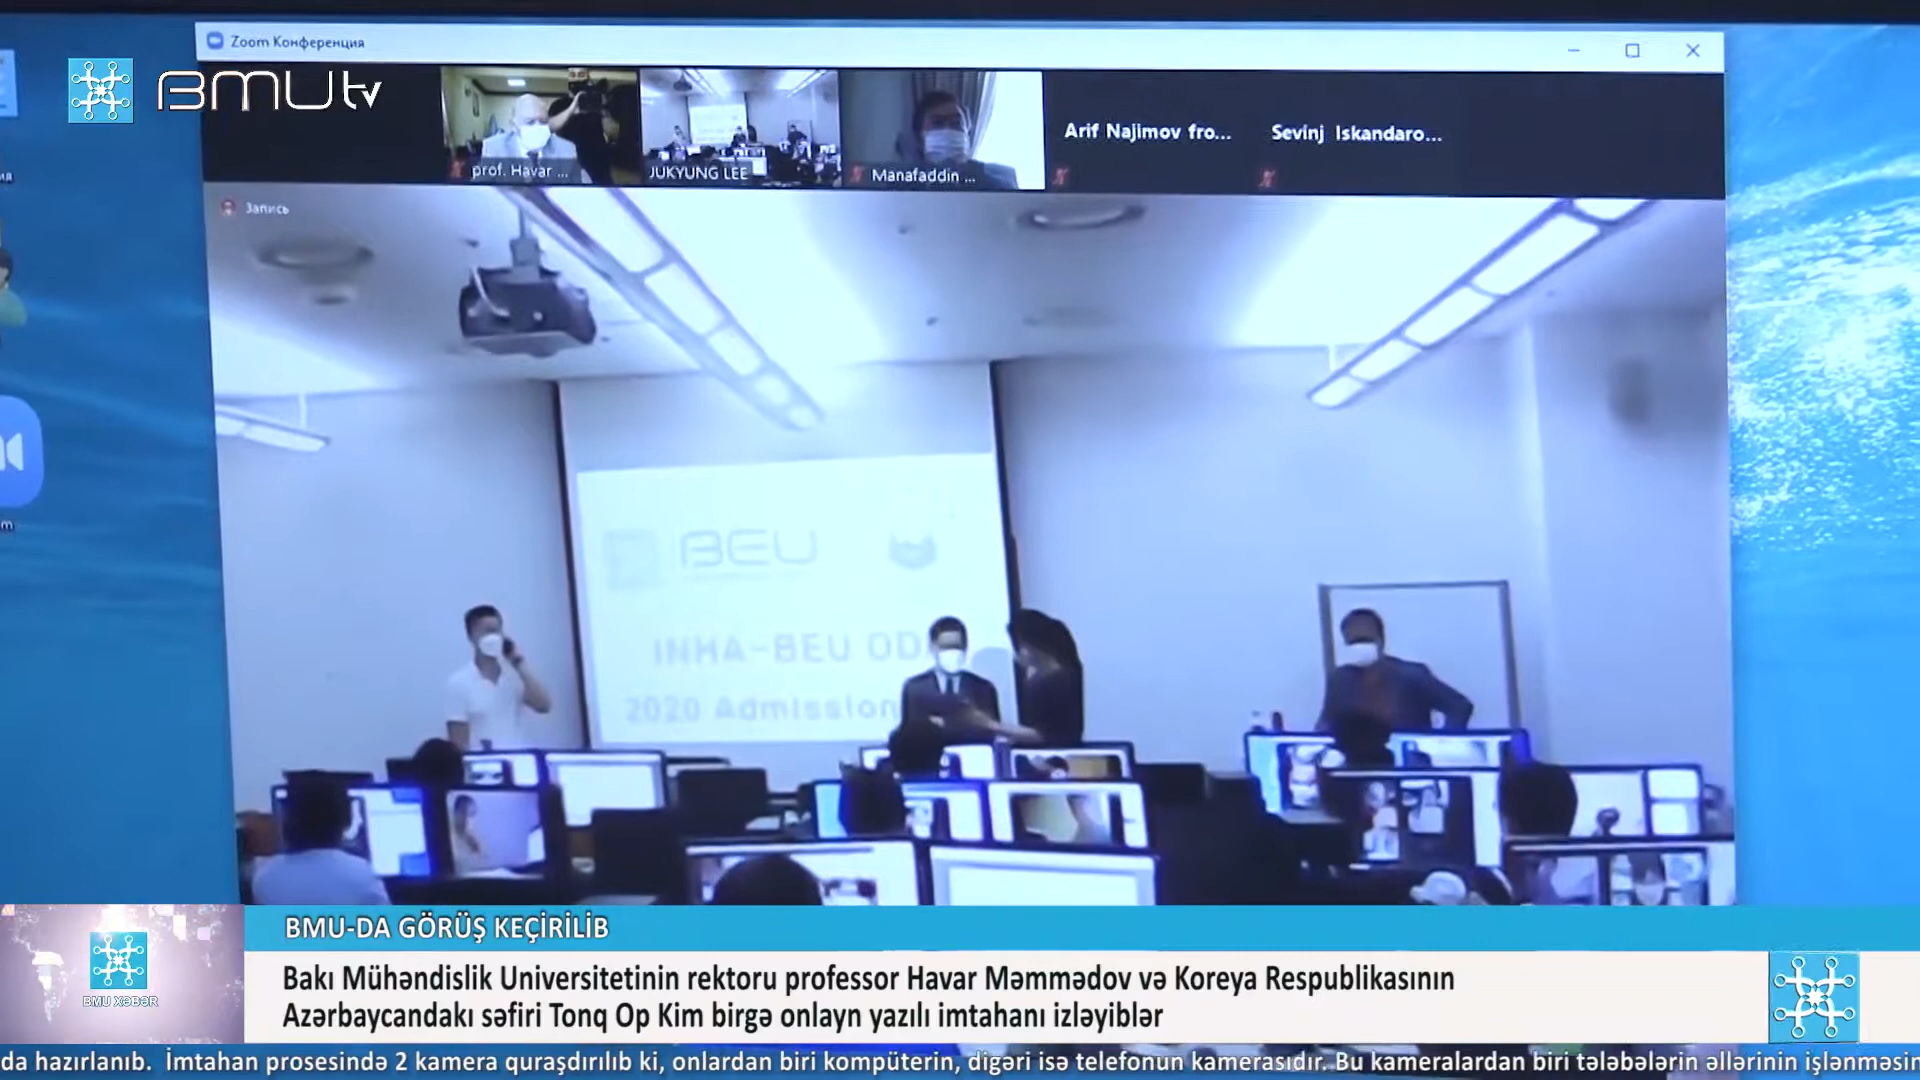 Zoom Конференция
BMU tv
prof. Havar ...
JUKYUNG LEE
Manafaddin ...
Arif Najimov fro...
Sevinj Iskandaro...
Запись
BEU
INHA-BEU
2020 Admission
BMU-DA GÖRÜŞ KEÇİRİLİB
Bakı Mühəndislik Universitetinin rektoru professor Havar Məmmədov və Koreya Respublikasının
Azərbaycandakı səfiri Tonq Op Kim birgə onlayn yazılı imtahanı izləyiblər
BMU XƏBƏR
da hazırlanıb. İmtahan prosesində 2 kamera quraşdırılıb ki, onlardan biri kompüterin, digəri isə telefonun kamerasıdır. Bu kameralardan biri tələbələrin əllərinin işlənməsin